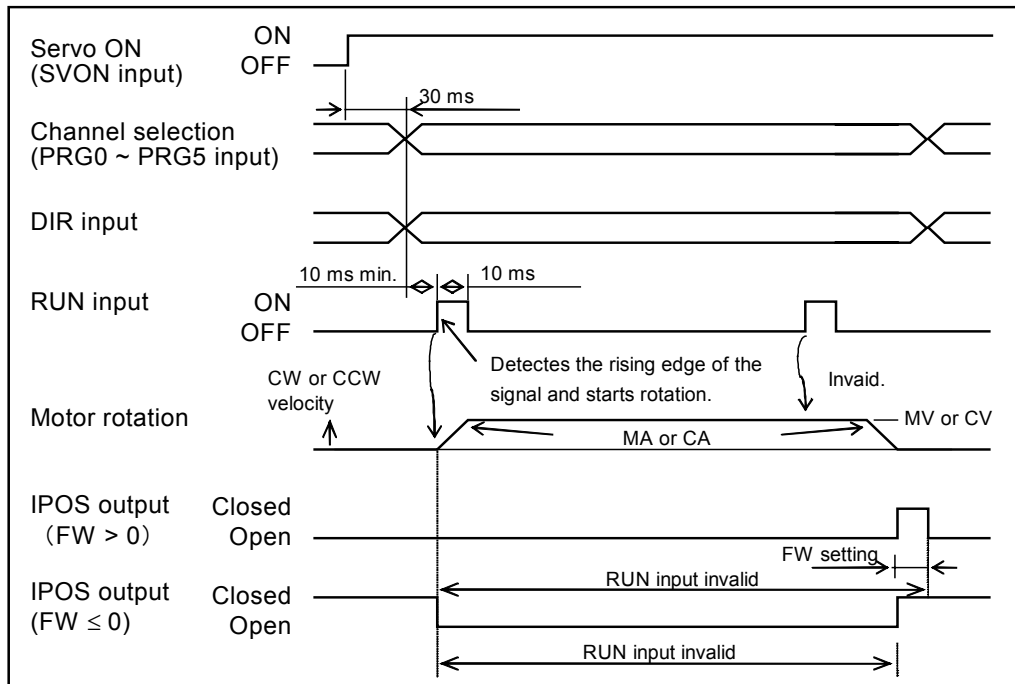 Servo ON
(SVON input)
ON
OFF
30 ms
Channel selection
(PRG0 ~ PRG5 input)
DIR input
10 ms min.
10 ms
RUN input
ON
OFF
Detectes the rising edge of the
signal and starts rotation.
Invaid.
CW or CCW
velocity
Motor rotation
MV or CV
MA or CA
IPOS output
（FW > 0）
Closed
Open
FW setting
RUN input invalid
IPOS output
(FW ≤ 0)
Closed
Open
RUN input invalid